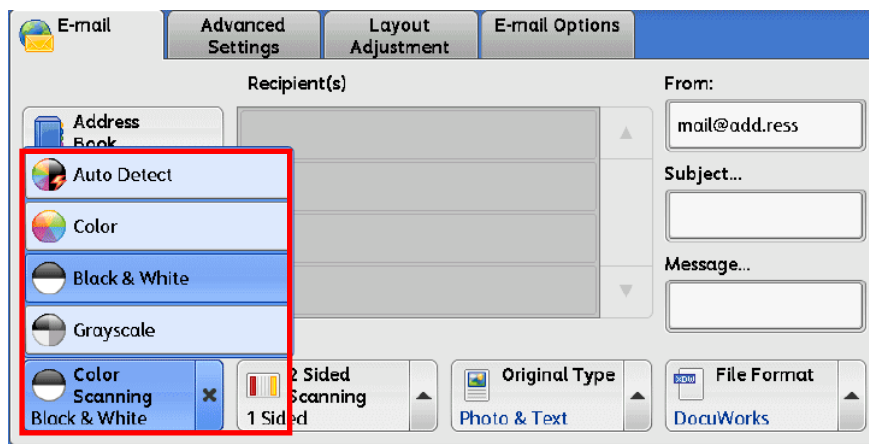 E-mail
Advanced
Settings
Layout
Adjustment
E-mail Options
Recipient(s)
From:
Address
Book
mail@add.ress
Auto Detect
Subject...
Color
Black & White
Message...
Grayscale
Color
Scanning
Black & White
2 Sided
Scanning
1 Sided
Original Type
Photo & Text
XDW
File Format
DocuWorks